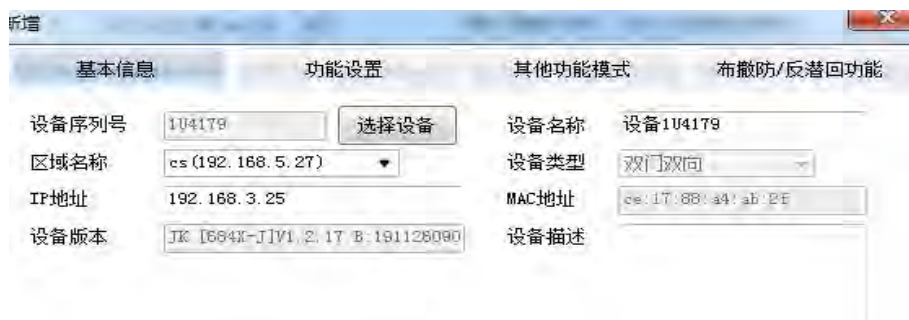 新增
基本信息 功能设置 其他功能模式 布撤防/反潜回功能
设备序列号 1U4179 选择设备 设备名称 设备1U4179
区域名称 cs(192.168.5.27) 设备类型 双门双向
IP地址 192.168.3.25 MAC地址 ce:17:88:a4:ab:2f
设备版本 JK [684X-J]V1.2.17 B:191126090 设备描述